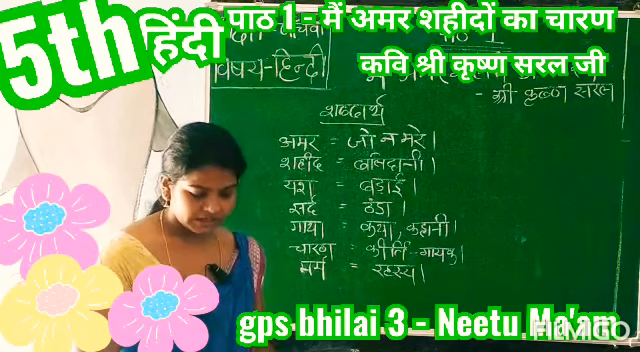 5th हिंदी
पाठ 1 - मैं अमर शहीदों का चारण
कवि श्री कृष्ण सरल जी
विषय-हिन्दी
- श्री कृष्ण सरल
शब्दार्थ
अमर = जो न मरे।
शहीद = बलिदानी।
यश = बड़ाई।
सर्द = ठंडा।
गाथा = कथा, कहानी।
चारण = कीर्ति गायक।
मर्म = रहस्य।
gps bhilai 3 - Neetu Ma'am
FILMIGO